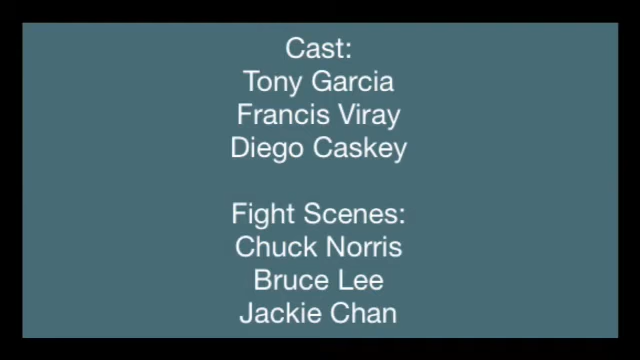 Cast:
Tony Garcia
Francis Viray
Diego Caskey
Fight Scenes:
Chuck Norris
Bruce Lee
Jackie Chan